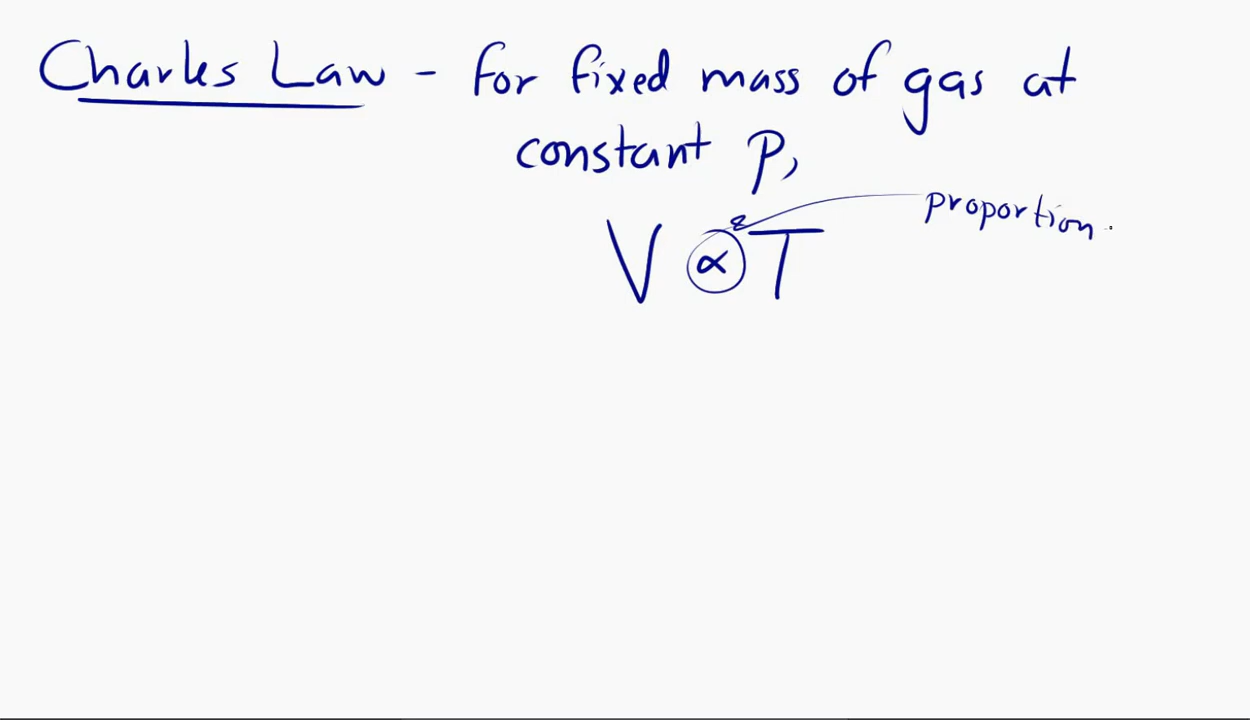 Charles Law - for fixed mass of gas at
constant P,
proportion
V ∝ T